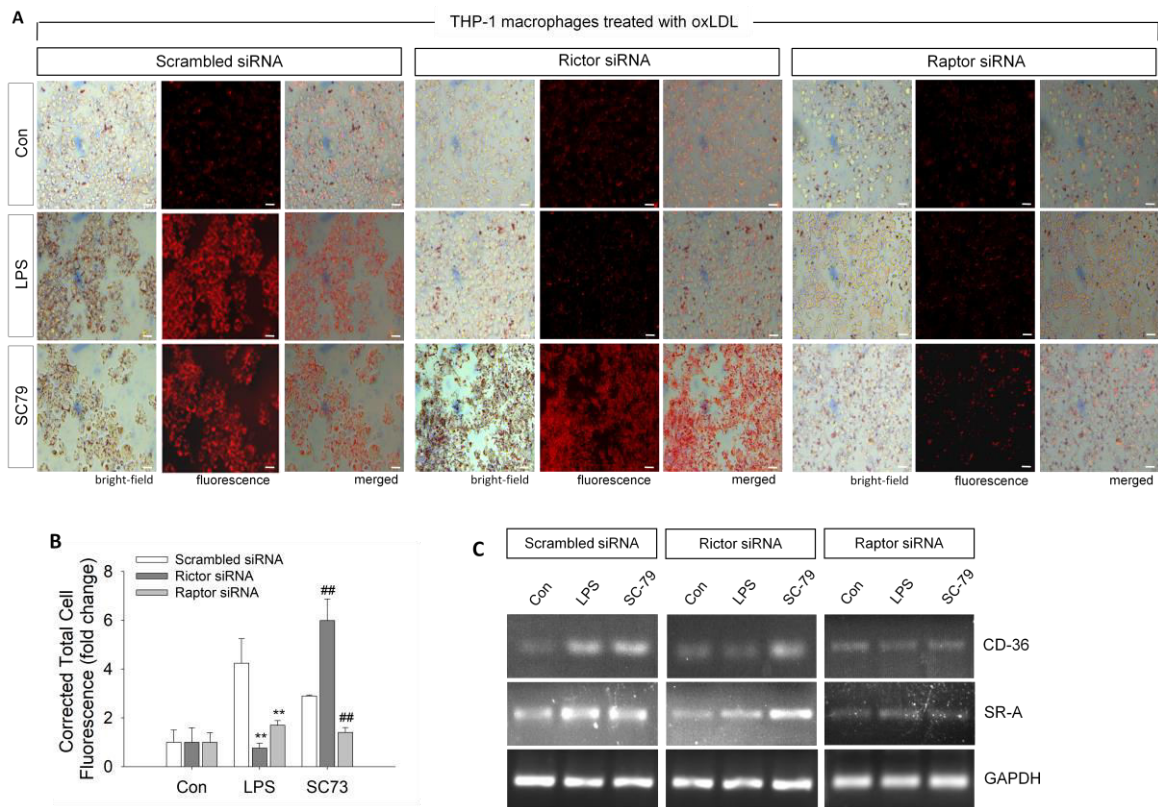 A
THP-1 macrophages treated with oxLDL
Scrambled siRNA Rictor siRNA Raptor siRNA
Con
LPS
SC79
bright-field fluorescence merged bright-field fluorescence merged bright-field fluorescence merged
B
Scrambled siRNA
Rictor siRNA
Raptor siRNA
Corrected Total Cell
Fluorescence (fold change)
8
6
4
2
0
** **
## ##
Con LPS SC73
C
Scrambled siRNA Rictor siRNA Raptor siRNA
Con LPS SC-79 Con LPS SC-79 Con LPS SC-79
CD-36
SR-A
GAPDH